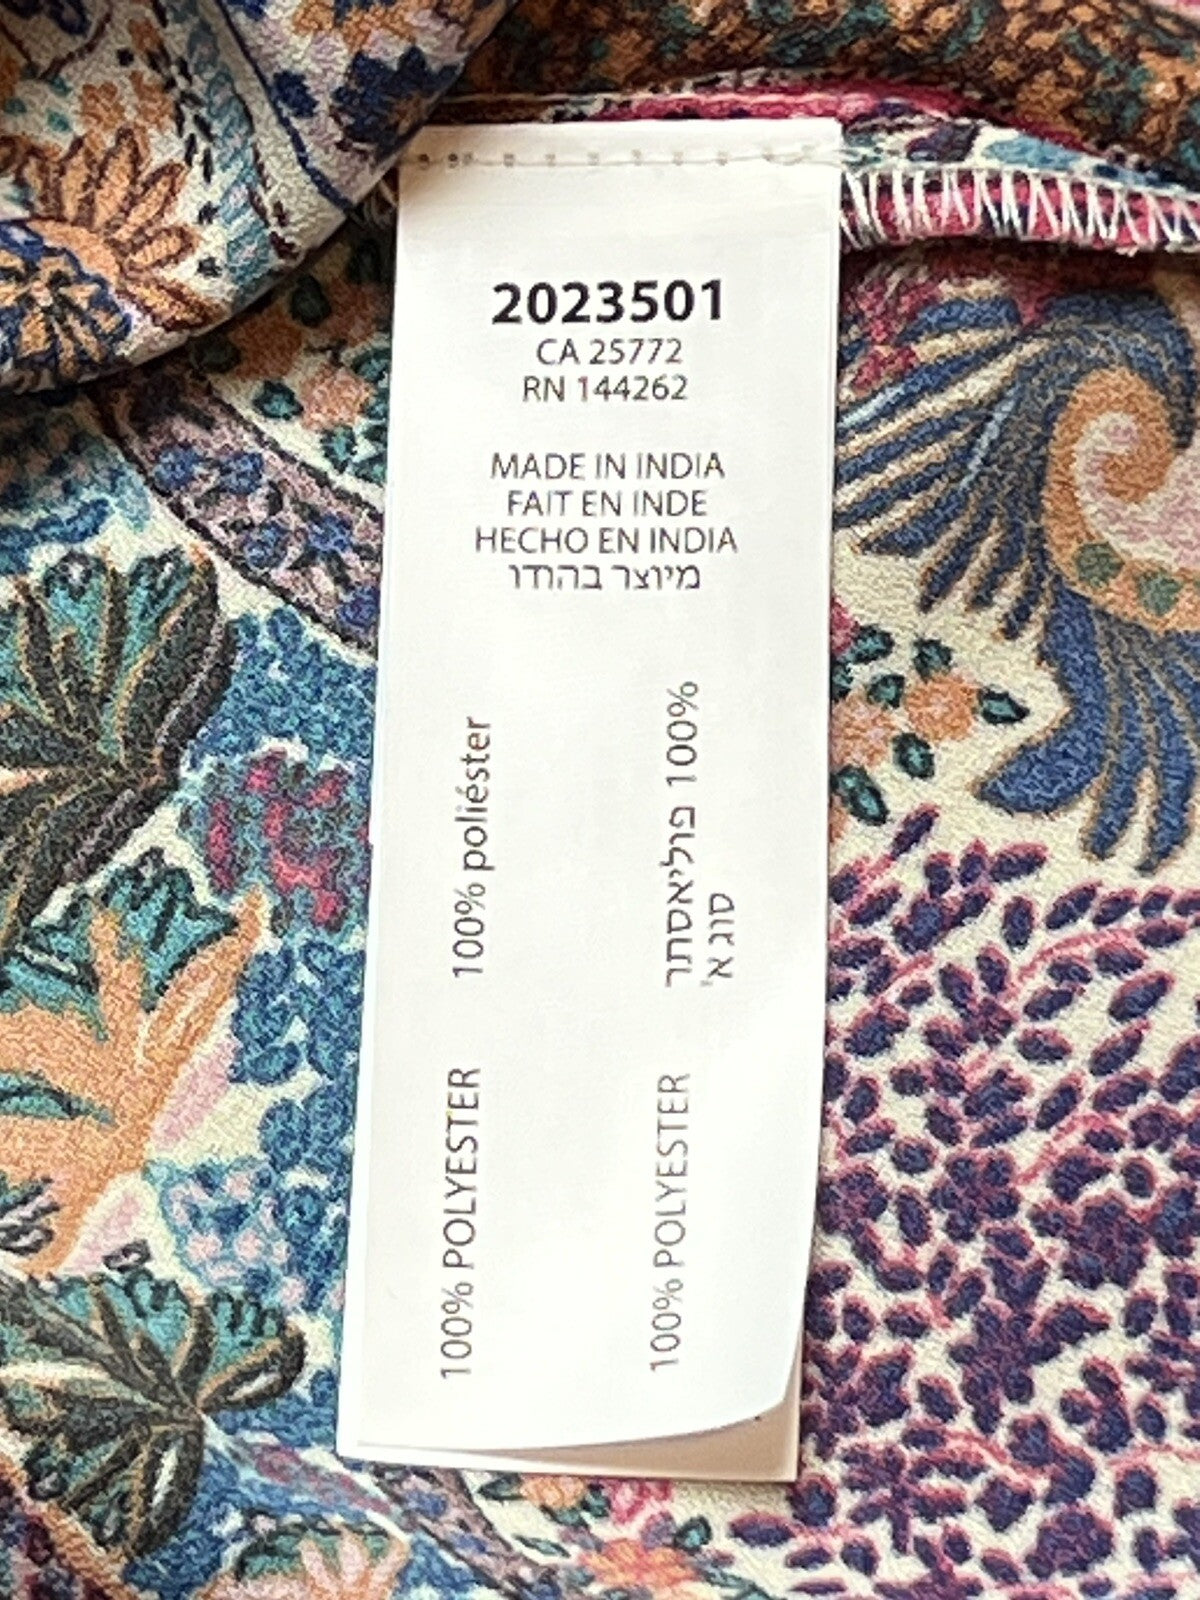 2023501
CA 25772
RN 144262
MADE IN INDIA
FAIT EN INDE
HECHO EN INDIA
מיוצר בהודו
100% POLYESTER
100% poliéster
100% POLYESTER
100% פוליאסתר
סוג א'